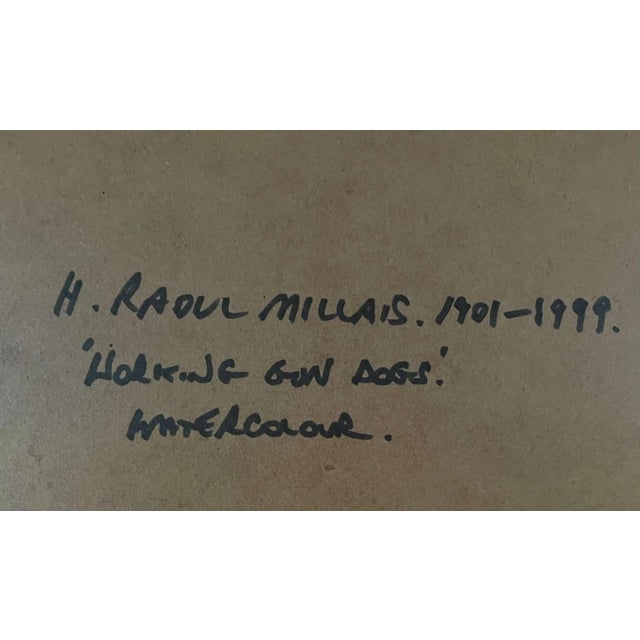 H. RAOUL MILLAIS. 1901-1999.
'WORKING GUN DOGS.'
WATERCOLOUR.